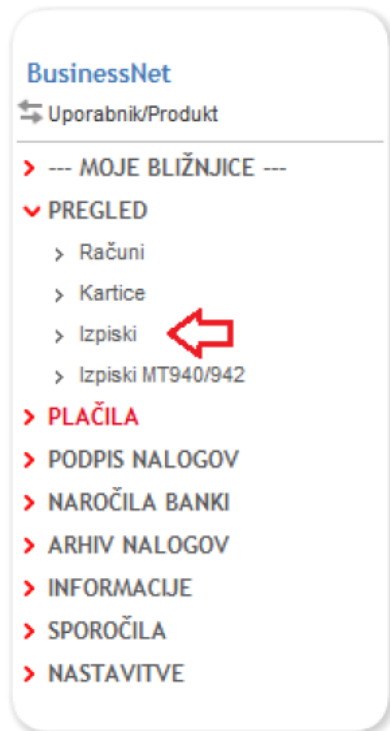 BusinessNet
Uporabnik/Produkt
--- MOJE BLIŽNJICE ---
PREGLED
Računi
Kartice
Izpiski
Izpiski MT940/942
PLAČILA
PODPIS NALOGOV
NAROČILA BANKI
ARHIV NALOGOV
INFORMACIJE
SPOROČILA
NASTAVITVE